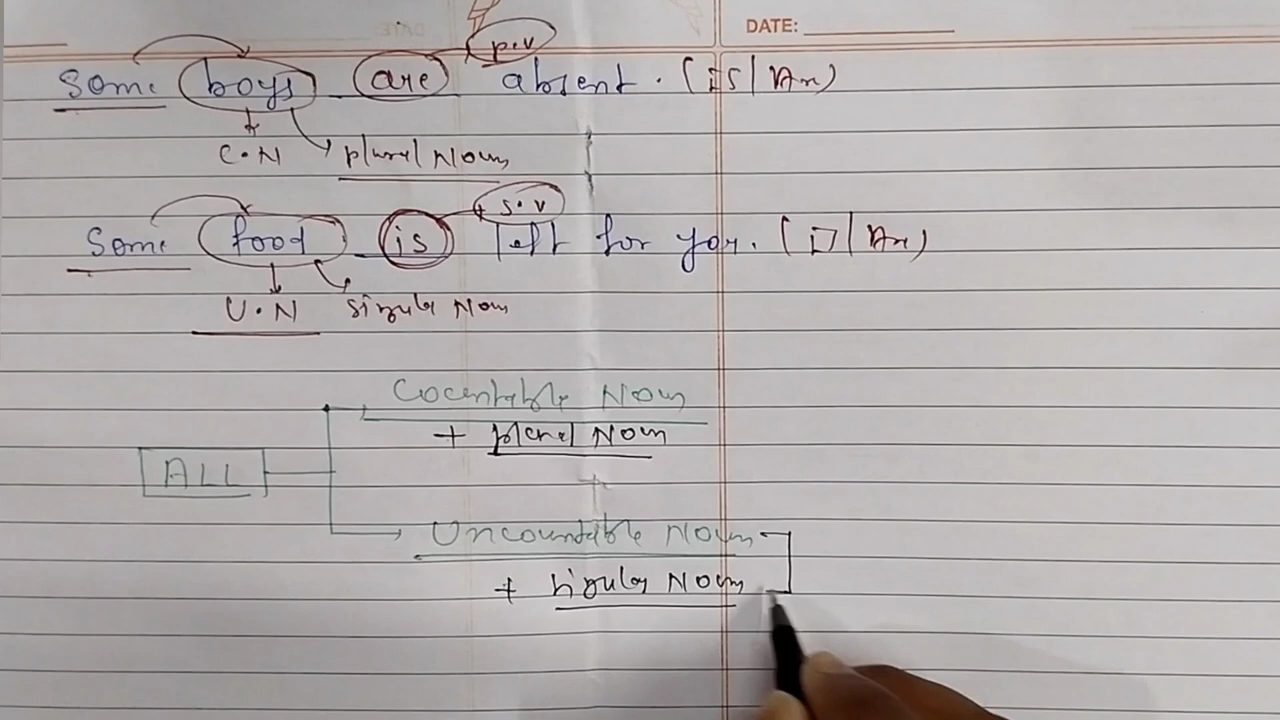 DATE:
p.v
Some boys are absent. (is/Are)
C.N plural Noun
s.v
Some food is left for you. (is/Are)
U.N Singular Noun
Countable Noun
+ plural Noun
ALL
Uncountable Noun
+ Singular Noun